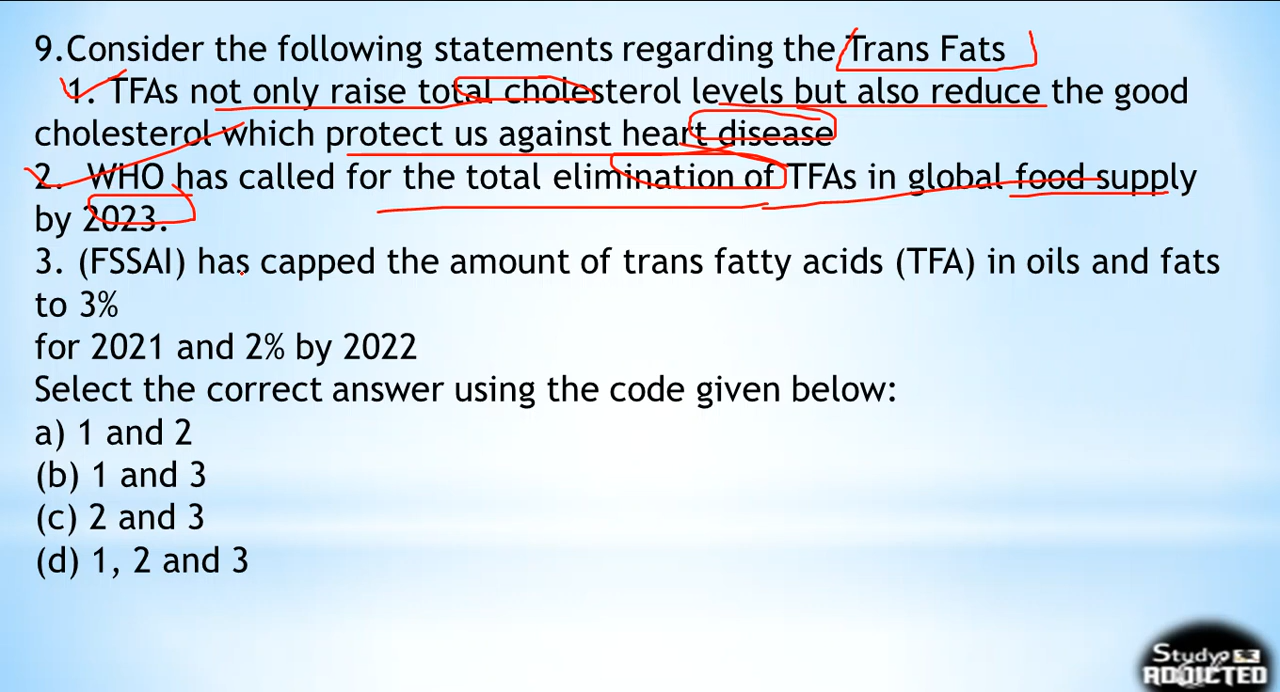 9.Consider the following statements regarding the Trans Fats
1. TFAs not only raise total cholesterol levels but also reduce the good
cholesterol which protect us against heart disease
2. WHO has called for the total elimination of TFAs in global food supply
by 2023.
3. (FSSAI) has capped the amount of trans fatty acids (TFA) in oils and fats
to 3%
for 2021 and 2% by 2022
Select the correct answer using the code given below:
a) 1 and 2
(b) 1 and 3
(c) 2 and 3
(d) 1, 2 and 3
Study
ADDICTED